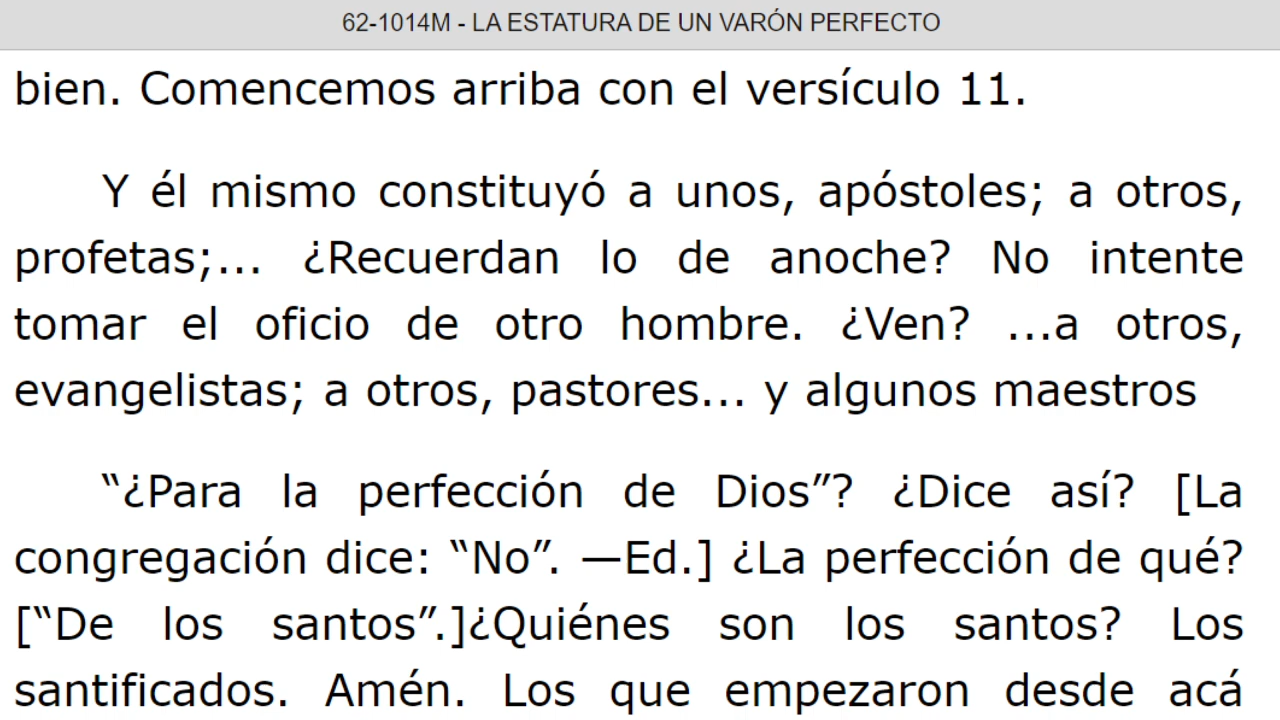 62-1014M - LA ESTATURA DE UN VARÓN PERFECTO
bien. Comencemos arriba con el versículo 11.
Y él mismo constituyó a unos, apóstoles; a otros,
profetas;... ¿Recuerdan lo de anoche? No intente
tomar el oficio de otro hombre. ¿Ven? ...a otros,
evangelistas; a otros, pastores... y algunos maestros
“¿Para la perfección de Dios”? ¿Dice así? [La
congregación dice: “No”. —Ed.] ¿La perfección de qué?
[“De los santos”.]¿Quiénes son los santos? Los
santificados. Amén. Los que empezaron desde acá